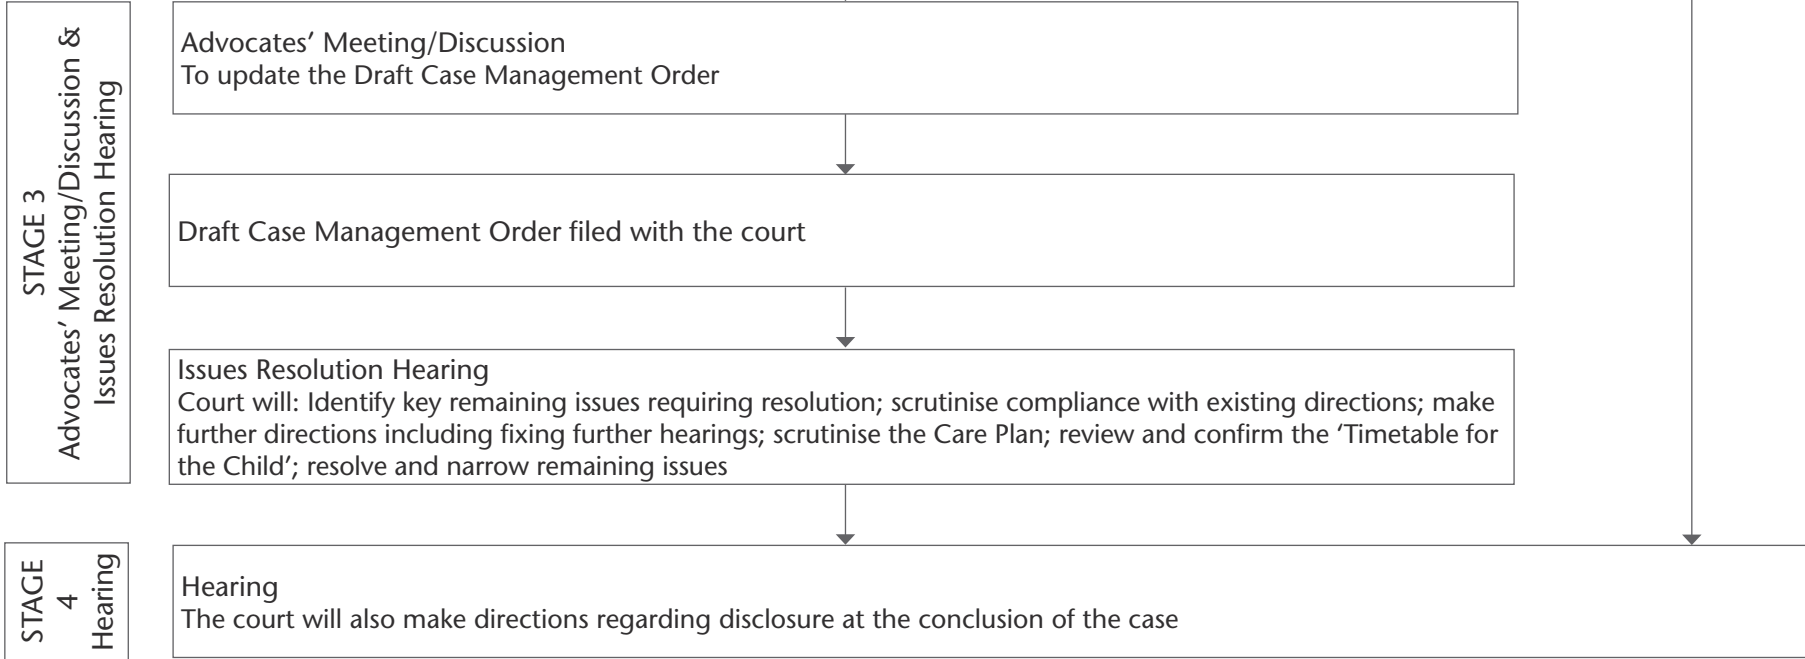 STAGE 3
Advocates’ Meeting/Discussion &
Issues Resolution Hearing
Advocates’ Meeting/Discussion
To update the Draft Case Management Order
Draft Case Management Order filed with the court
Issues Resolution Hearing
Court will: Identify key remaining issues requiring resolution; scrutinise compliance with existing directions; make
further directions including fixing further hearings; scrutinise the Care Plan; review and confirm the ‘Timetable for
the Child’; resolve and narrow remaining issues
STAGE
4
Hearing
Hearing
The court will also make directions regarding disclosure at the conclusion of the case